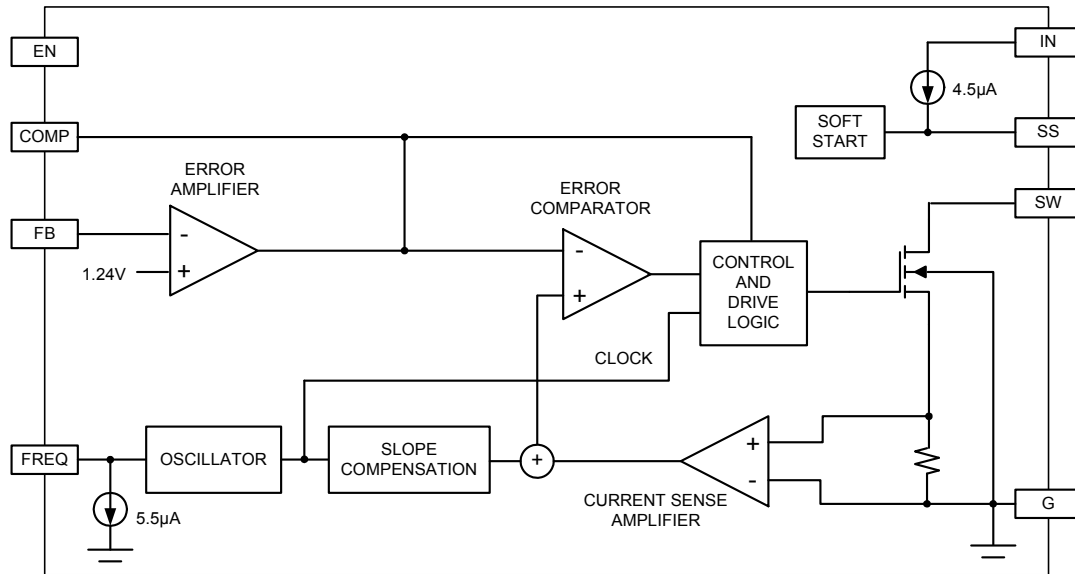 EN
IN
4.5µA
COMP
SOFT
START
SS
ERROR
AMPLIFIER
ERROR
COMPARATOR
SW
FB
-
1.24V
+
-
+
CONTROL
AND
DRIVE
LOGIC
CLOCK
FREQ
OSCILLATOR
SLOPE
COMPENSATION
+
+
-
CURRENT SENSE
AMPLIFIER
5.5µA
G